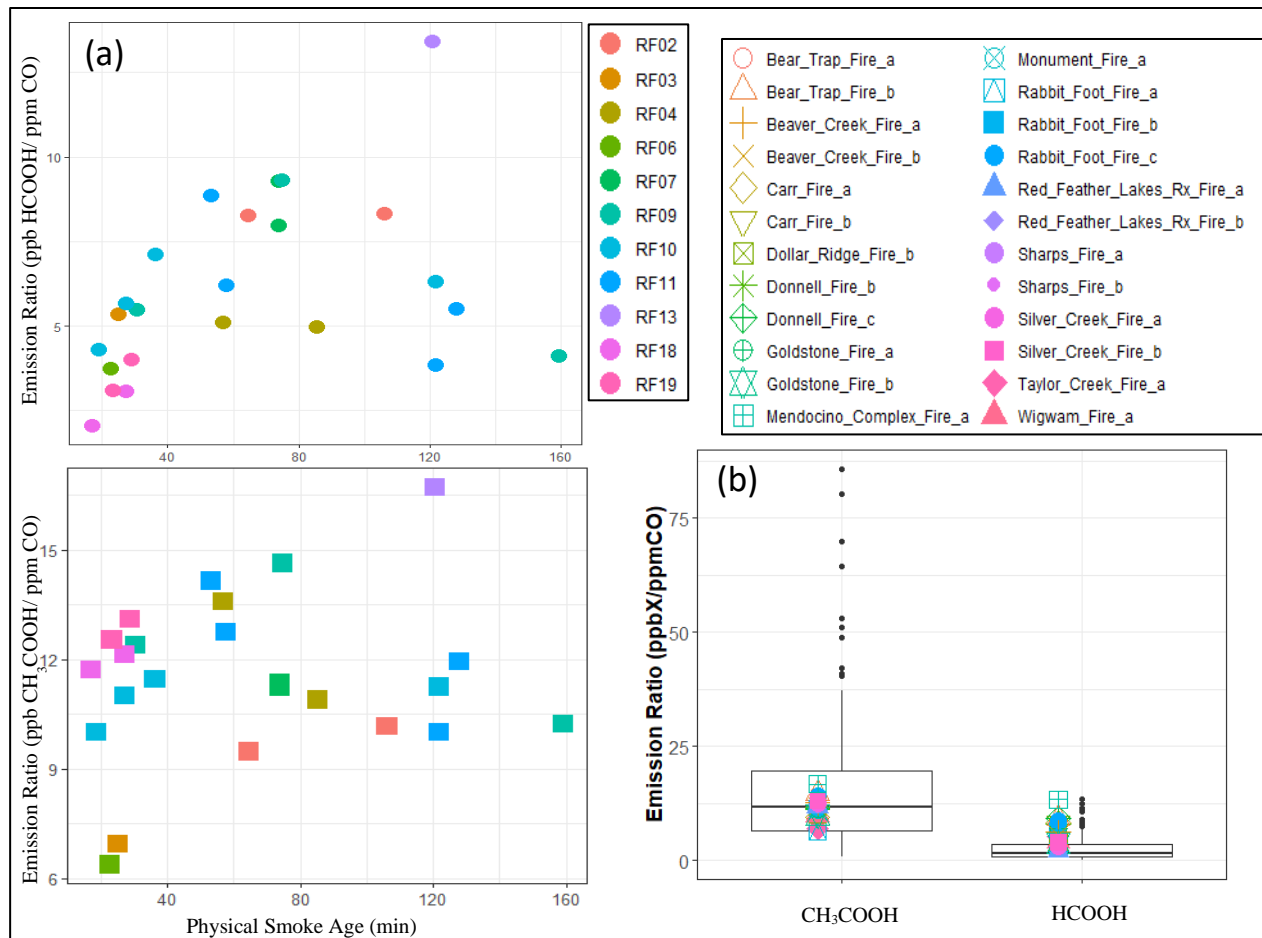 (a)
Emission Ratio (ppb HCOOH/ ppm CO)
10
5
40
80
120
160
RF02
RF03
RF04
RF06
RF07
RF09
RF10
RF11
RF13
RF18
RF19
Emission Ratio (ppb CH₃COOH/ ppm CO)
15
12
9
6
40
80
120
160
Physical Smoke Age (min)
Bear_Trap_Fire_a
Bear_Trap_Fire_b
Beaver_Creek_Fire_a
Beaver_Creek_Fire_b
Carr_Fire_a
Carr_Fire_b
Dollar_Ridge_Fire_b
Donnell_Fire_b
Donnell_Fire_c
Goldstone_Fire_a
Goldstone_Fire_b
Mendocino_Complex_Fire_a
Monument_Fire_a
Rabbit_Foot_Fire_a
Rabbit_Foot_Fire_b
Rabbit_Foot_Fire_c
Red_Feather_Lakes_Rx_Fire_a
Red_Feather_Lakes_Rx_Fire_b
Sharps_Fire_a
Sharps_Fire_b
Silver_Creek_Fire_a
Silver_Creek_Fire_b
Taylor_Creek_Fire_a
Wigwam_Fire_a
(b)
Emission Ratio (ppbX/ppmCO)
75
50
25
0
CH₃COOH
HCOOH